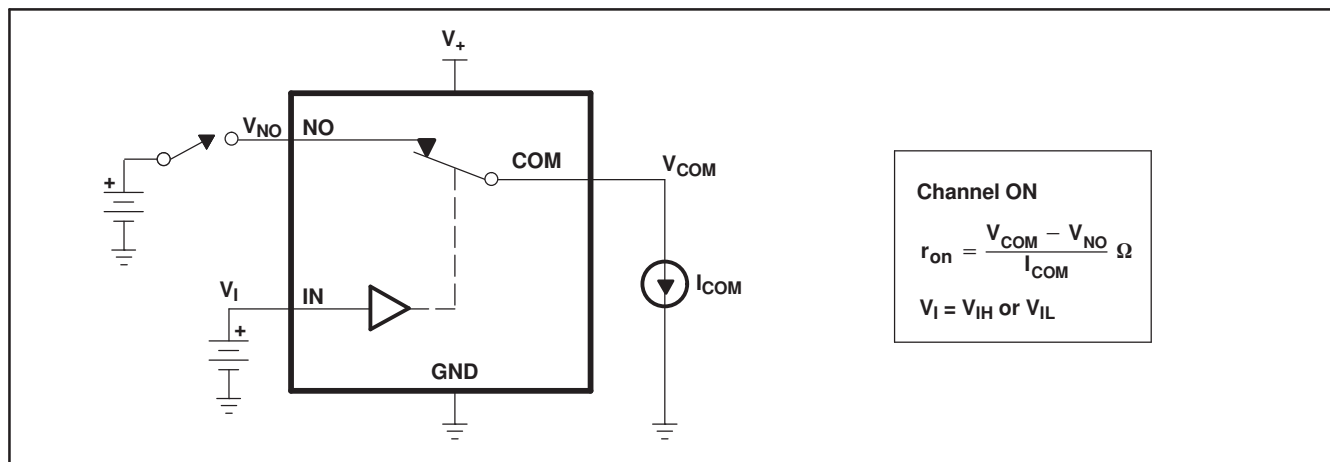 V+
VNO NO
COM VCOM
+
VI IN
+
ICOM
GND
Channel ON
ron = VCOM − VNO / ICOM Ω
VI = VIH or VIL